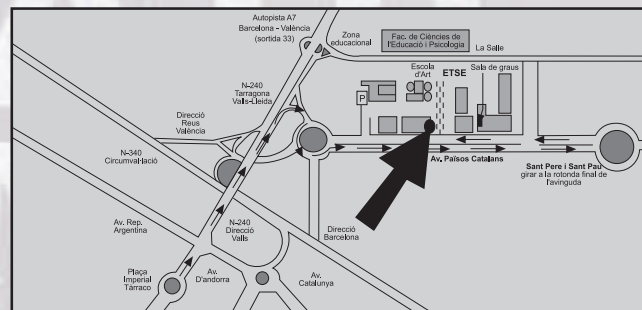 Autopista A7
Barcelona - València
(sortida 33)
Zona
educacional
Fac. de Ciències de
l'Educació i Psicologia
La Salle
N-240
Tarragona
Valls-Lleida
Escola
d'Art
ETSE
Sala de graus
P
Direcció
Reus
València
N-340
Circumval·lació
Av. Països Catalans
Sant Pere i Sant Pau
girar a la rotonda final de
l'avinguda
Av. Rep.
Argentina
N-240
Direcció
Valls
Direcció
Barcelona
Plaça
Imperial
Tàrraco
Av.
D'andorra
Av.
Catalunya